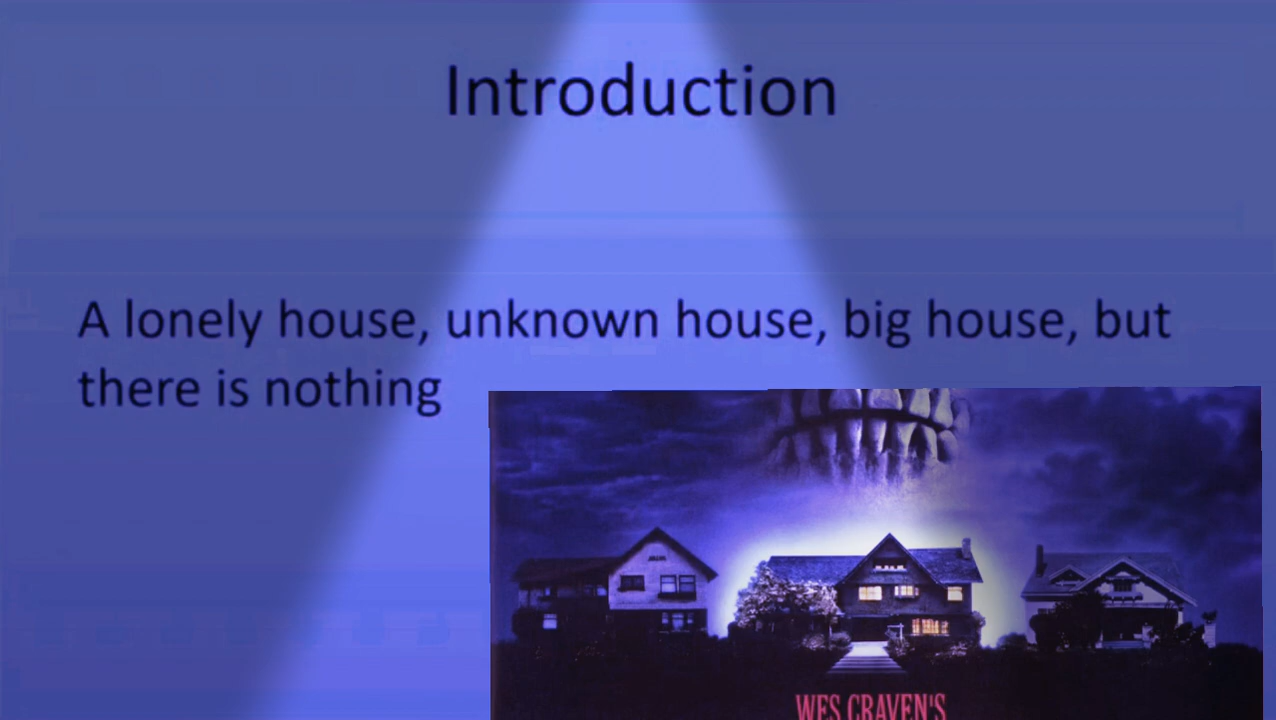 Introduction
A lonely house, unknown house, big house, but
there is nothing
WES CRAVEN'S